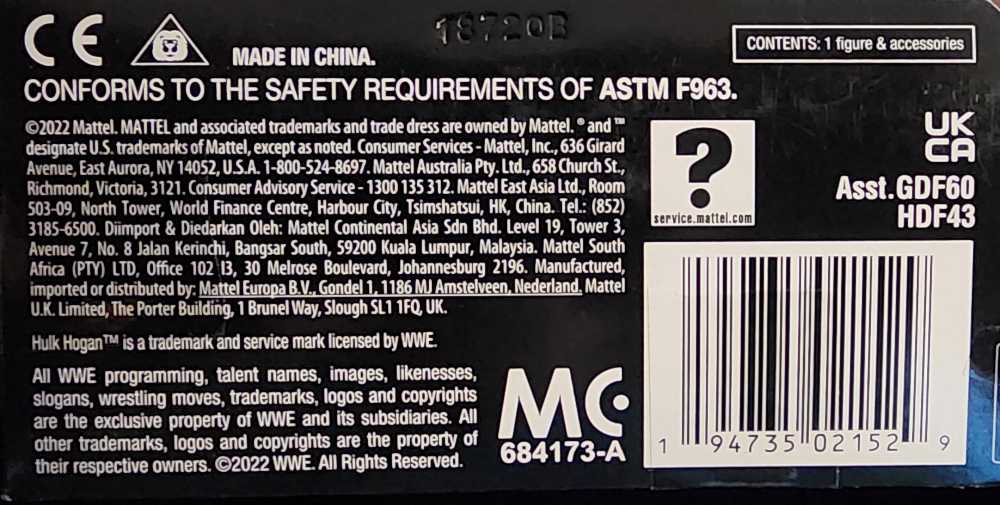 18720B
CE
MADE IN CHINA.
CONTENTS: 1 figure & accessories
CONFORMS TO THE SAFETY REQUIREMENTS OF ASTM F963.
©2022 Mattel. MATTEL and associated trademarks and trade dress are owned by Mattel. ® and ™
designate U.S. trademarks of Mattel, except as noted. Consumer Services - Mattel, Inc., 636 Girard
Avenue, East Aurora, NY 14052, U.S.A. 1-800-524-8697. Mattel Australia Pty. Ltd., 658 Church St.,
Richmond, Victoria, 3121. Consumer Advisory Service - 1300 135 312. Mattel East Asia Ltd., Room
503-09, North Tower, World Finance Centre, Harbour City, Tsimshatsui, HK, China. Tel.: (852)
3185-6500. Diimport & Diedarkan Oleh: Mattel Continental Asia Sdn Bhd. Level 19, Tower 3,
Avenue 7, No. 8 Jalan Kerinchi, Bangsar South, 59200 Kuala Lumpur, Malaysia. Mattel South
Africa (PTY) LTD, Office 102 I3, 30 Melrose Boulevard, Johannesburg 2196. Manufactured,
imported or distributed by: Mattel Europa B.V., Gondel 1, 1186 MJ Amstelveen, Nederland. Mattel
U.K. Limited, The Porter Building, 1 Brunel Way, Slough SL1 1FQ, UK.
Hulk Hogan™ is a trademark and service mark licensed by WWE.
All WWE programming, talent names, images, likenesses,
slogans, wrestling moves, trademarks, logos and copyrights
are the exclusive property of WWE and its subsidiaries. All
other trademarks, logos and copyrights are the property of
their respective owners. ©2022 WWE. All Rights Reserved.
MC
684173-A
?
service.mattel.com
UK
CA
Asst.GDF60
HDF43
1 94735 02152 9